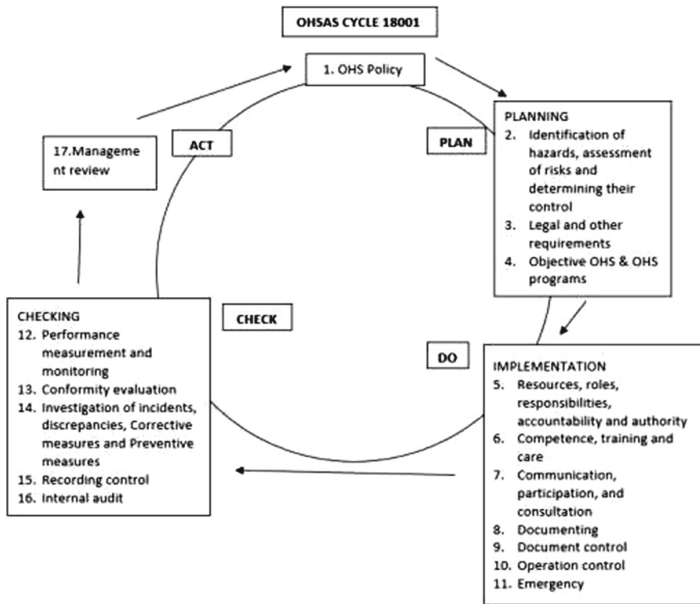 OHSAS CYCLE 18001
1. OHS Policy
ACT
PLAN
17.Manageme
nt review
PLANNING
2. Identification of
hazards, assessment
of risks and
determining their
control
3. Legal and other
requirements
4. Objective OHS & OHS
programs
CHECK
DO
IMPLEMENTATION
5. Resources, roles,
responsibilities,
accountability and authority
6. Competence, training and
care
7. Communication,
participation, and
consultation
8. Documenting
9. Document control
10. Operation control
11. Emergency
CHECKING
12. Performance
measurement and
monitoring
13. Conformity evaluation
14. Investigation of incidents,
discrepancies, Corrective
measures and Preventive
measures
15. Recording control
16. Internal audit